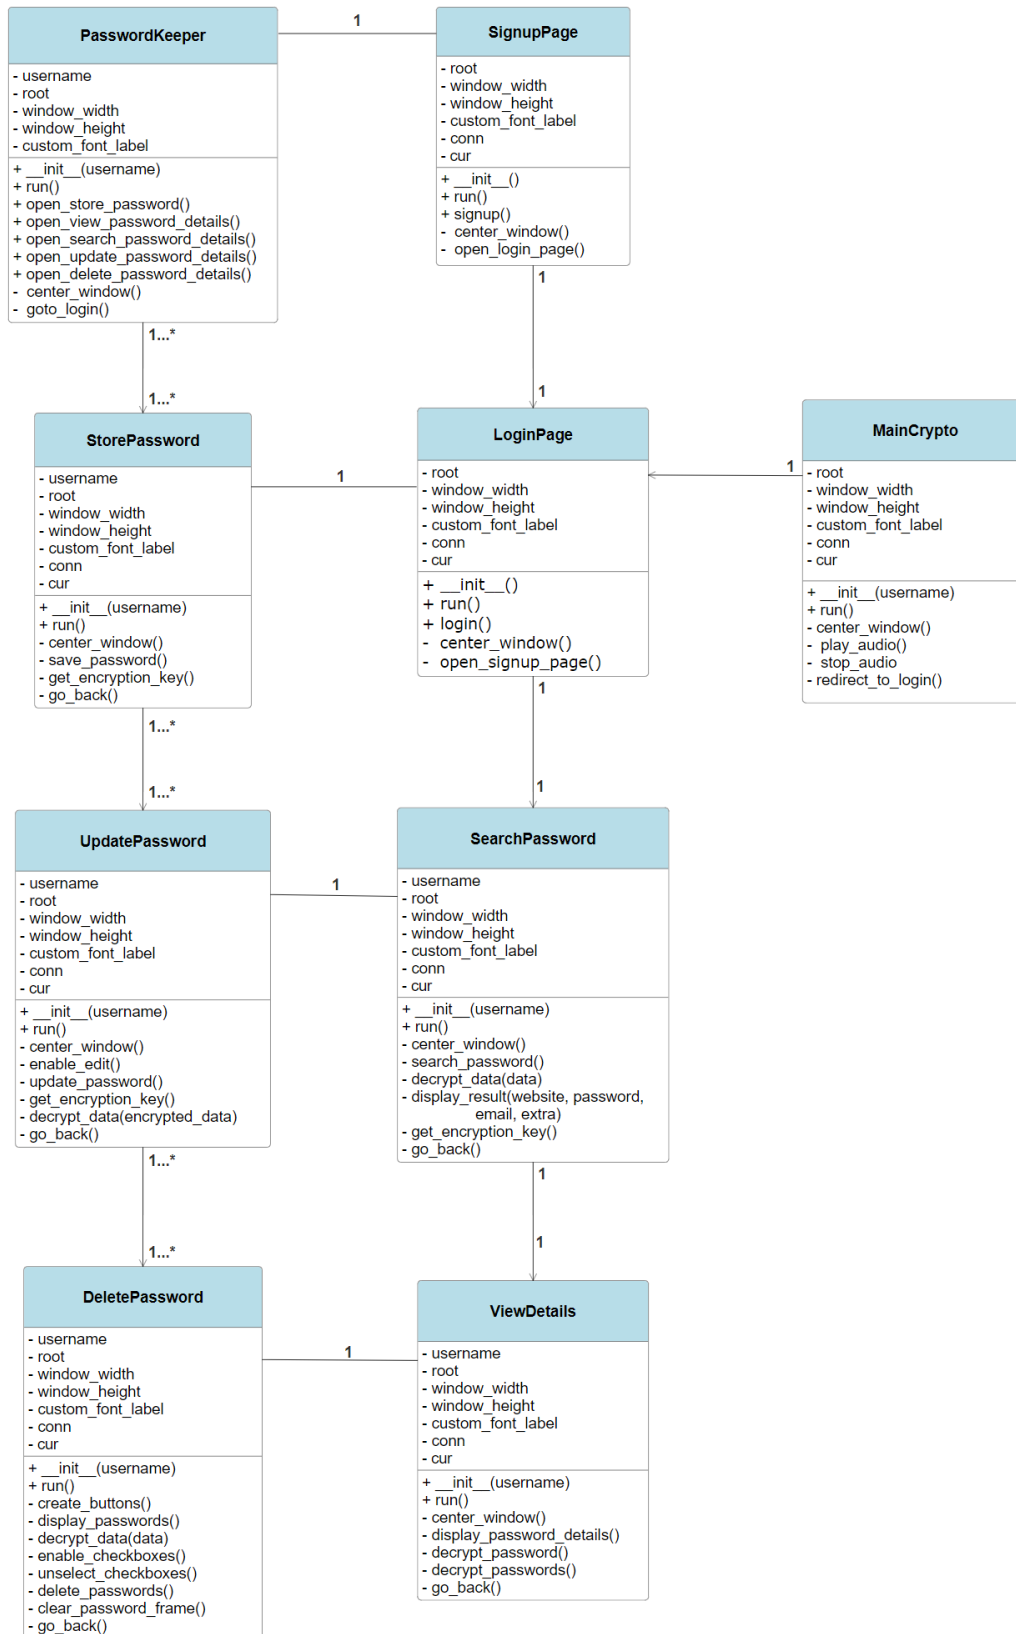 PasswordKeeper
- username
- root
- window_width
- window_height
- custom_font_label
+ __init__(username)
+ run()
+ open_store_password()
+ open_view_password_details()
+ open_search_password_details()
+ open_update_password_details()
+ open_delete_password_details()
- center_window()
- goto_login()
1
SignupPage
- root
- window_width
- window_height
- custom_font_label
- conn
- cur
+ __init__()
+ run()
+ signup()
- center_window()
- open_login_page()
1...*
1...*
1
1
StorePassword
- username
- root
- window_width
- window_height
- custom_font_label
- conn
- cur
+ __init__(username)
+ run()
- center_window()
- save_password()
- get_encryption_key()
- go_back()
1
LoginPage
- root
- window_width
- window_height
- custom_font_label
- conn
- cur
+ __init__()
+ run()
+ login()
- center_window()
- open_signup_page()
1
MainCrypto
- root
- window_width
- window_height
- custom_font_label
- conn
- cur
+ __init__(username)
+ run()
- center_window()
- play_audio()
- stop_audio
- redirect_to_login()
1...*
1...*
1
1
UpdatePassword
- username
- root
- window_width
- window_height
- custom_font_label
- conn
- cur
+ __init__(username)
+ run()
- center_window()
- enable_edit()
- update_password()
- get_encryption_key()
- decrypt_data(encrypted_data)
- go_back()
1
SearchPassword
- username
- root
- window_width
- window_height
- custom_font_label
- conn
- cur
+ __init__(username)
+ run()
- center_window()
- search_password()
- decrypt_data(data)
- display_result(website, password,
email, extra)
- get_encryption_key()
- go_back()
1...*
1...*
1
1
DeletePassword
- username
- root
- window_width
- window_height
- custom_font_label
- conn
- cur
+ __init__(username)
+ run()
- create_buttons()
- display_passwords()
- decrypt_data(data)
- enable_checkboxes()
- unselect_checkboxes()
- delete_passwords()
- clear_password_frame()
- go_back()
1
ViewDetails
- username
- root
- window_width
- window_height
- custom_font_label
- conn
- cur
+ __init__(username)
+ run()
- center_window()
- display_password_details()
- decrypt_password()
- decrypt_passwords()
- go_back()